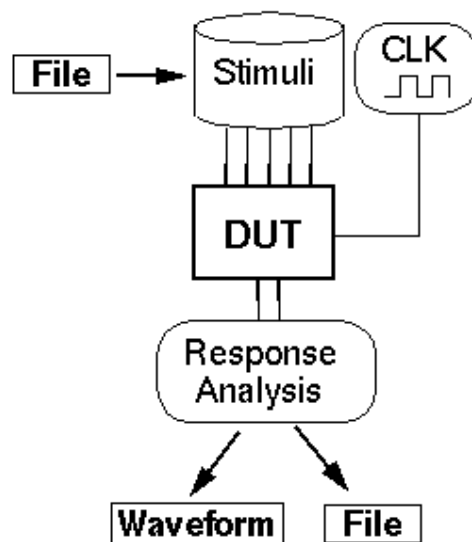 CLK
File
Stimuli
DUT
Response
Analysis
Waveform
File